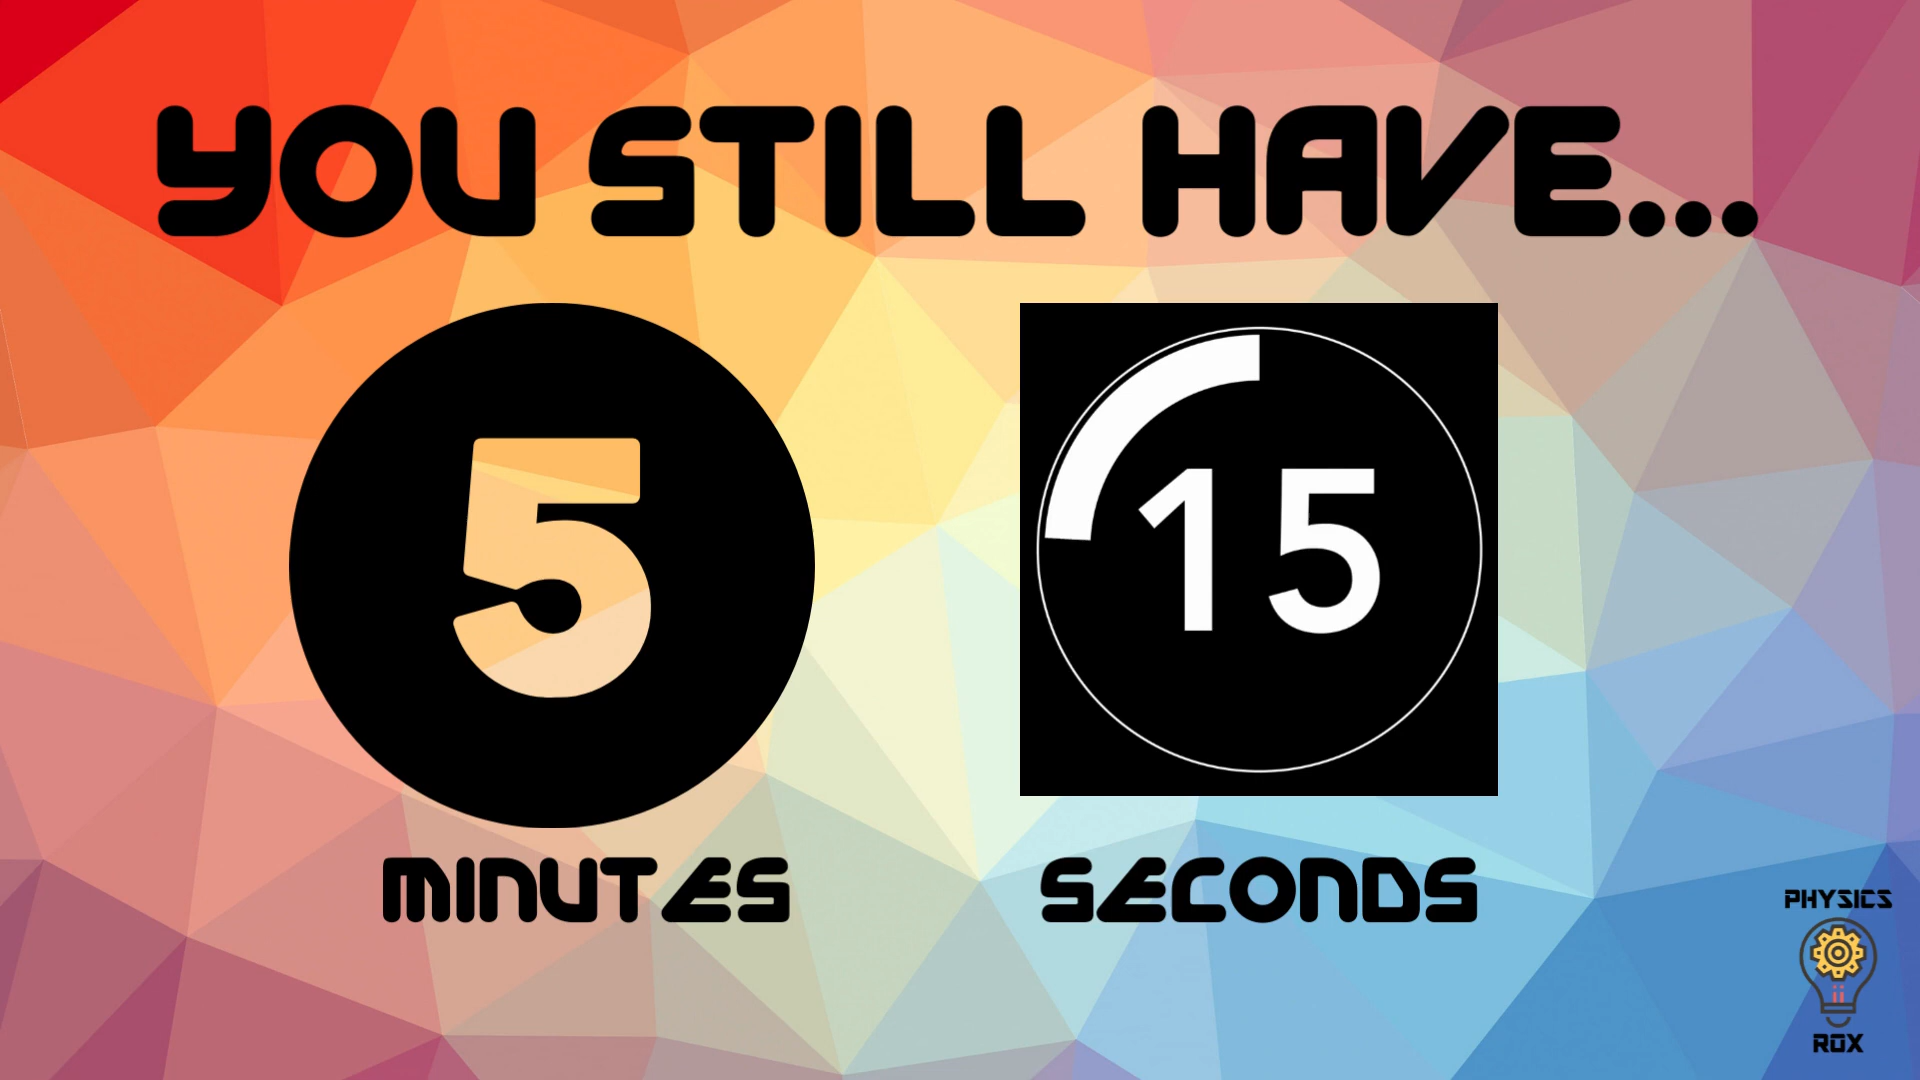 YOU STILL HAVE...
5
15
MINUTES
SECONDS
PHYSICS
ROX